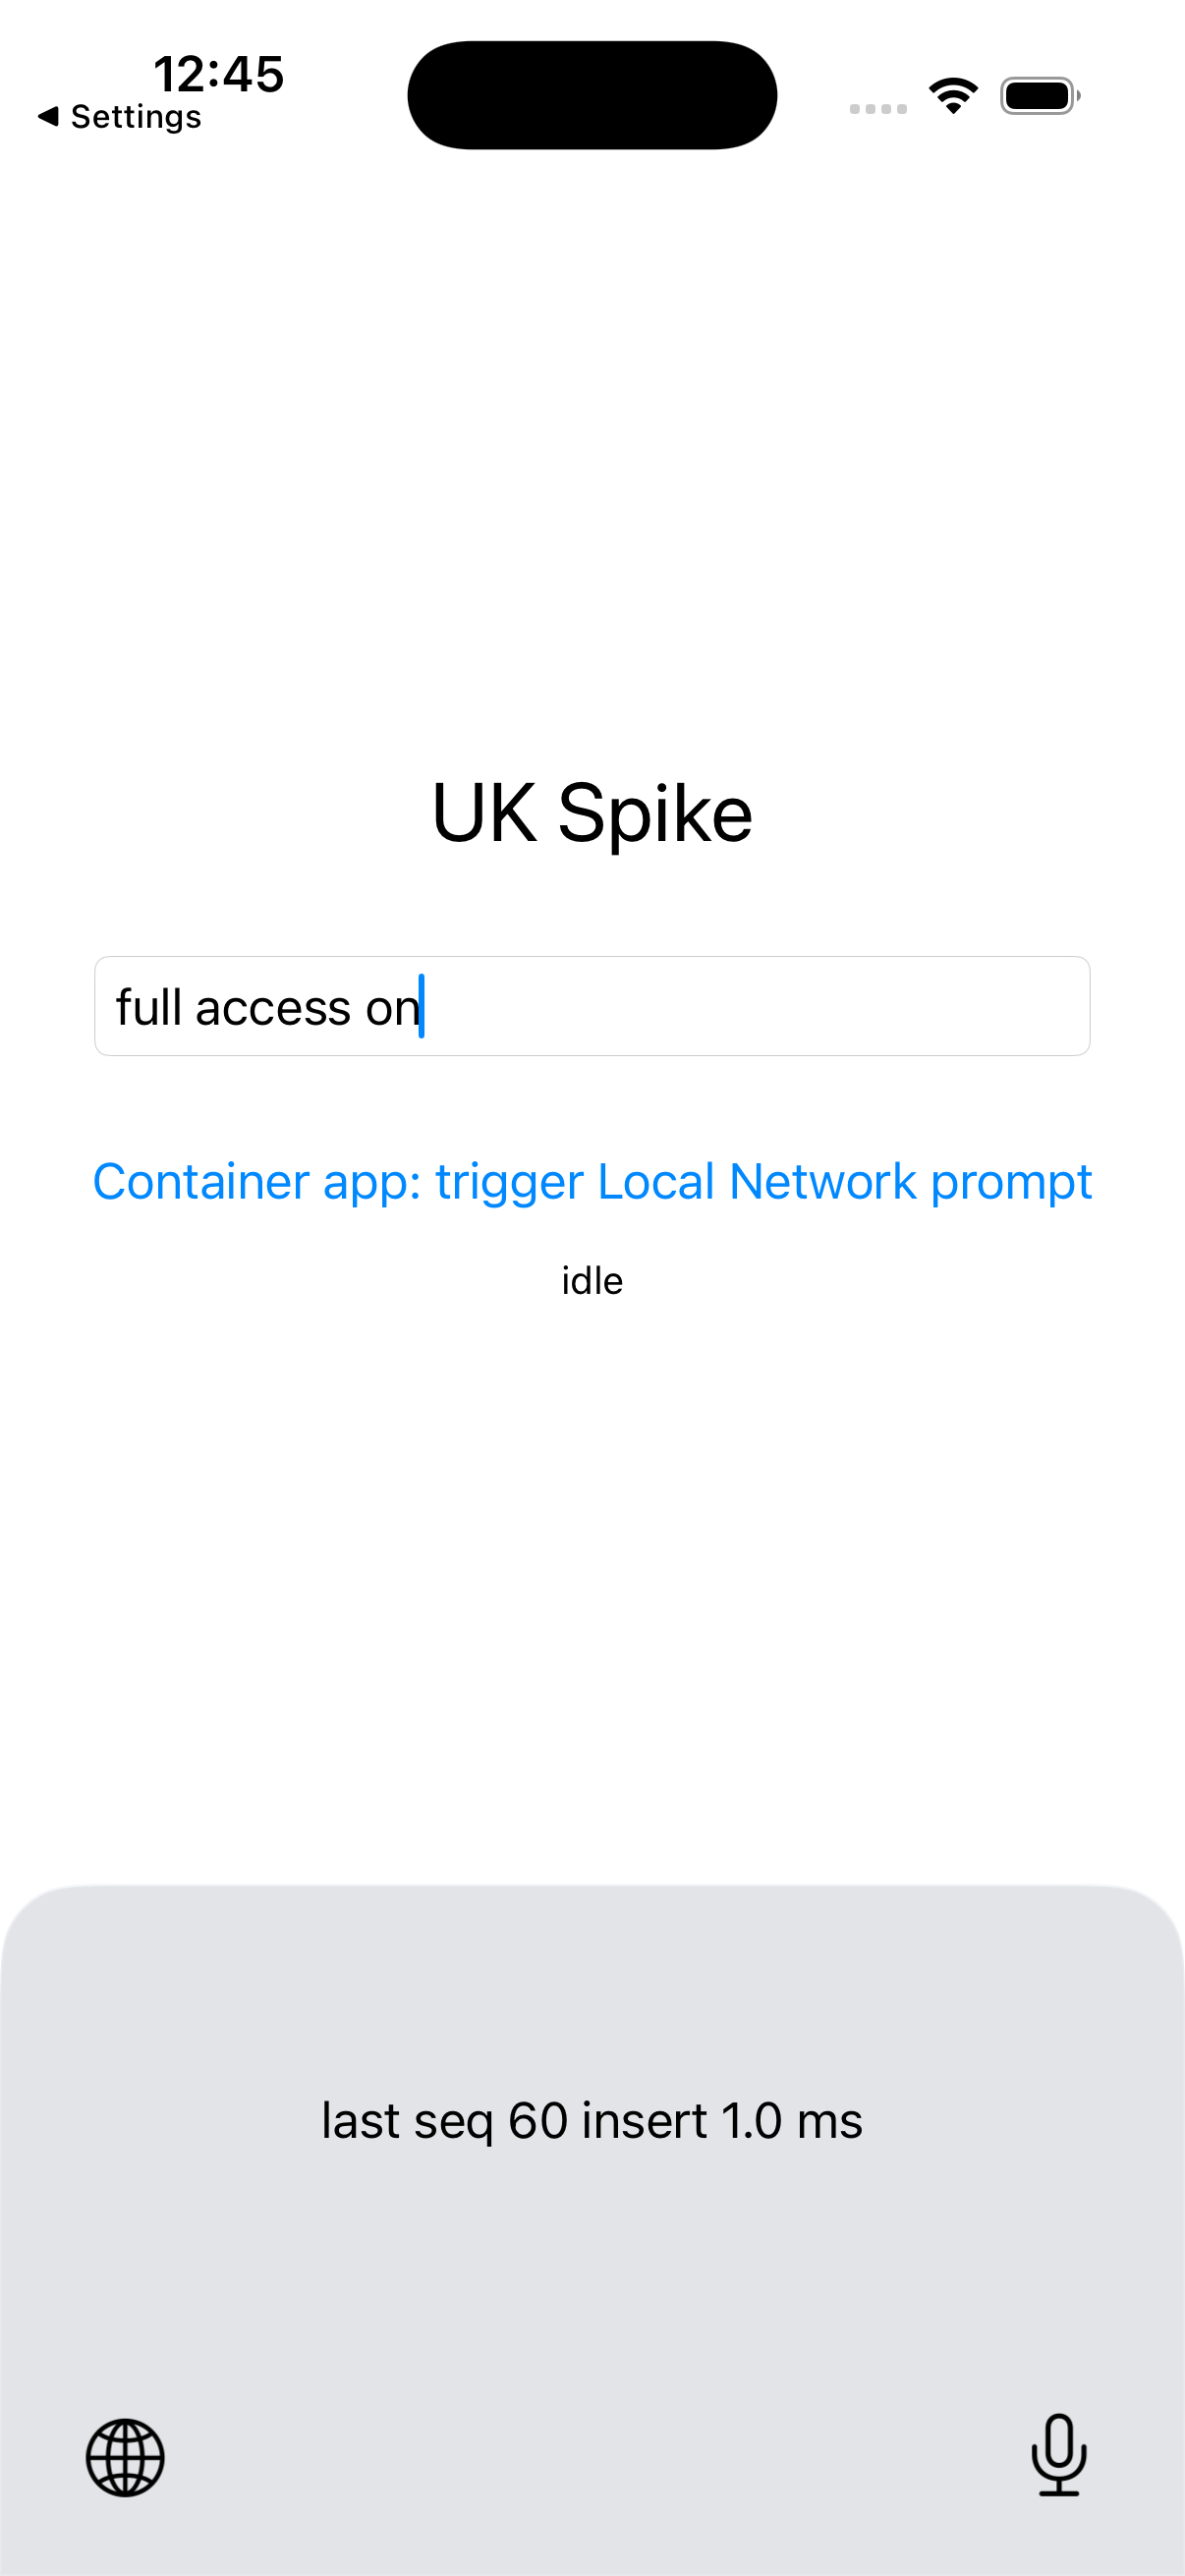 12:45
◀ Settings
UK Spike
full access on
Container app: trigger Local Network prompt
idle
last seq 60 insert 1.0 ms